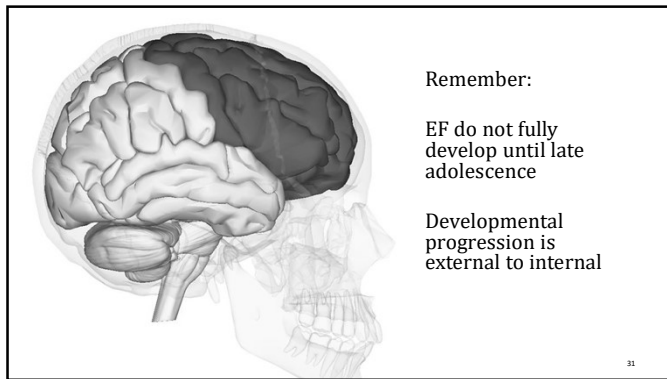 Remember:
EF do not fully
develop until late
adolescence
Developmental
progression is
external to internal
31